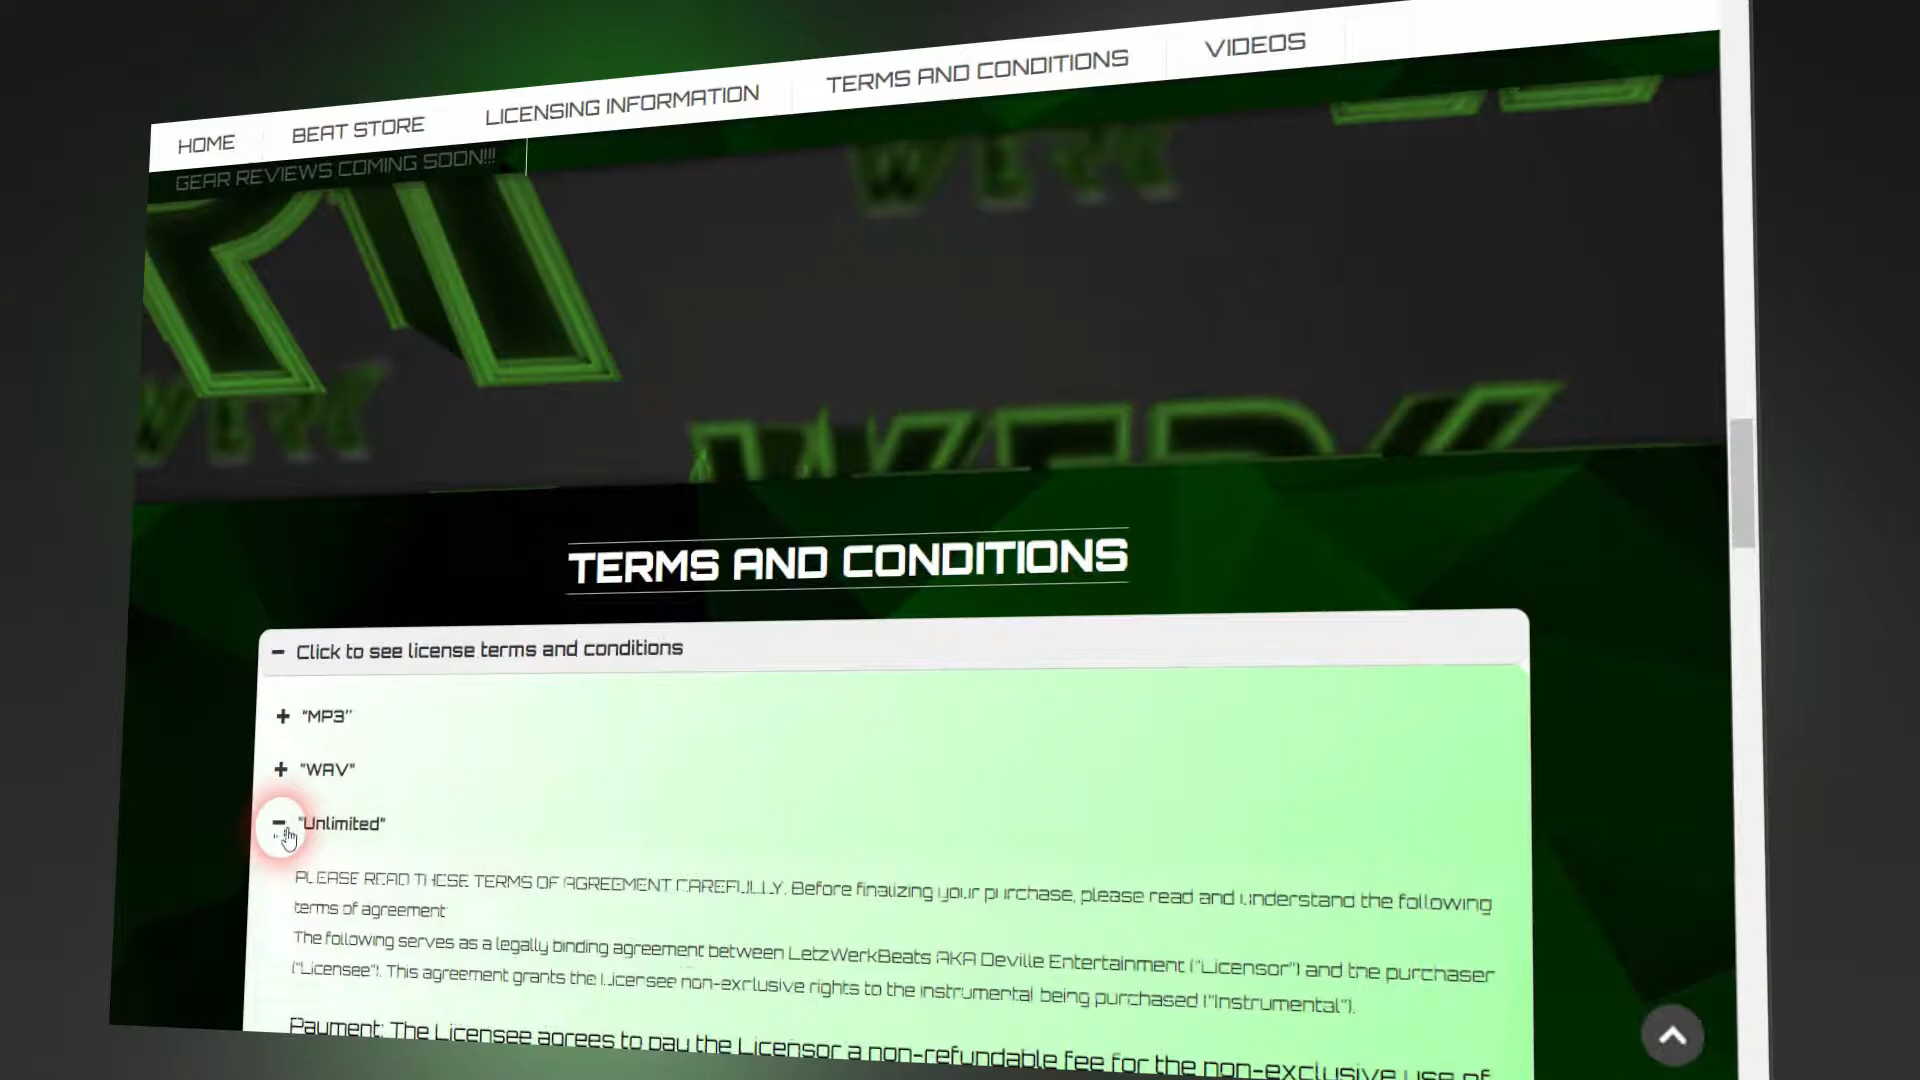 HOME
BEAT STORE
LICENSING INFORMATION
TERMS AND CONDITIONS
VIDEOS
GEAR REVIEWS COMING SOON!!!
WERK
WERK
WERK
TERMS AND CONDITIONS
− Click to see license terms and conditions
+ "MP3"
+ "WAV"
− "Unlimited"
PLEASE READ THESE TERMS OF AGREEMENT CAREFULLY. Before finalizing your purchase, please read and understand the following
terms of agreement
The following serves as a legally binding agreement between LetzWerkBeats AKA Deville Entertainment ("Licensor") and the purchaser
("Licensee"). This agreement grants the Licensee non-exclusive rights to the instrumental being purchased ("Instrumental").
Payment: The Licensee agrees to pay the Licensor a non-refundable fee for the non-exclusive use of